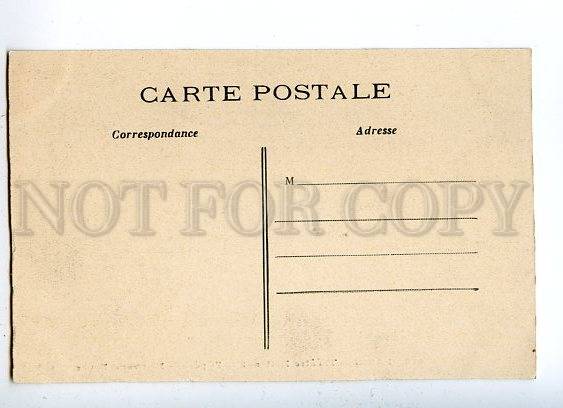 CARTE POSTALE
Correspondance
Adresse
M
NOT FOR COPY